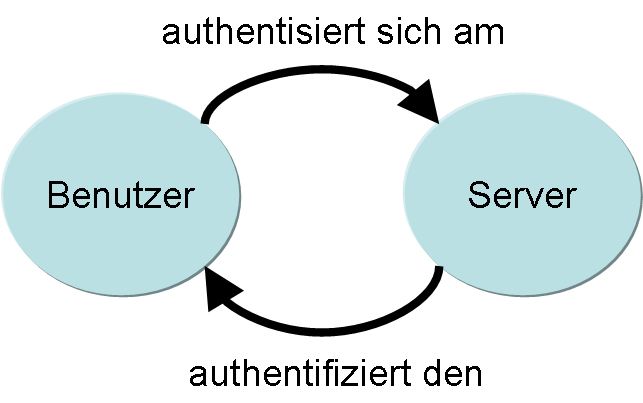 authentisiert sich am
Benutzer
Server
authentifiziert den